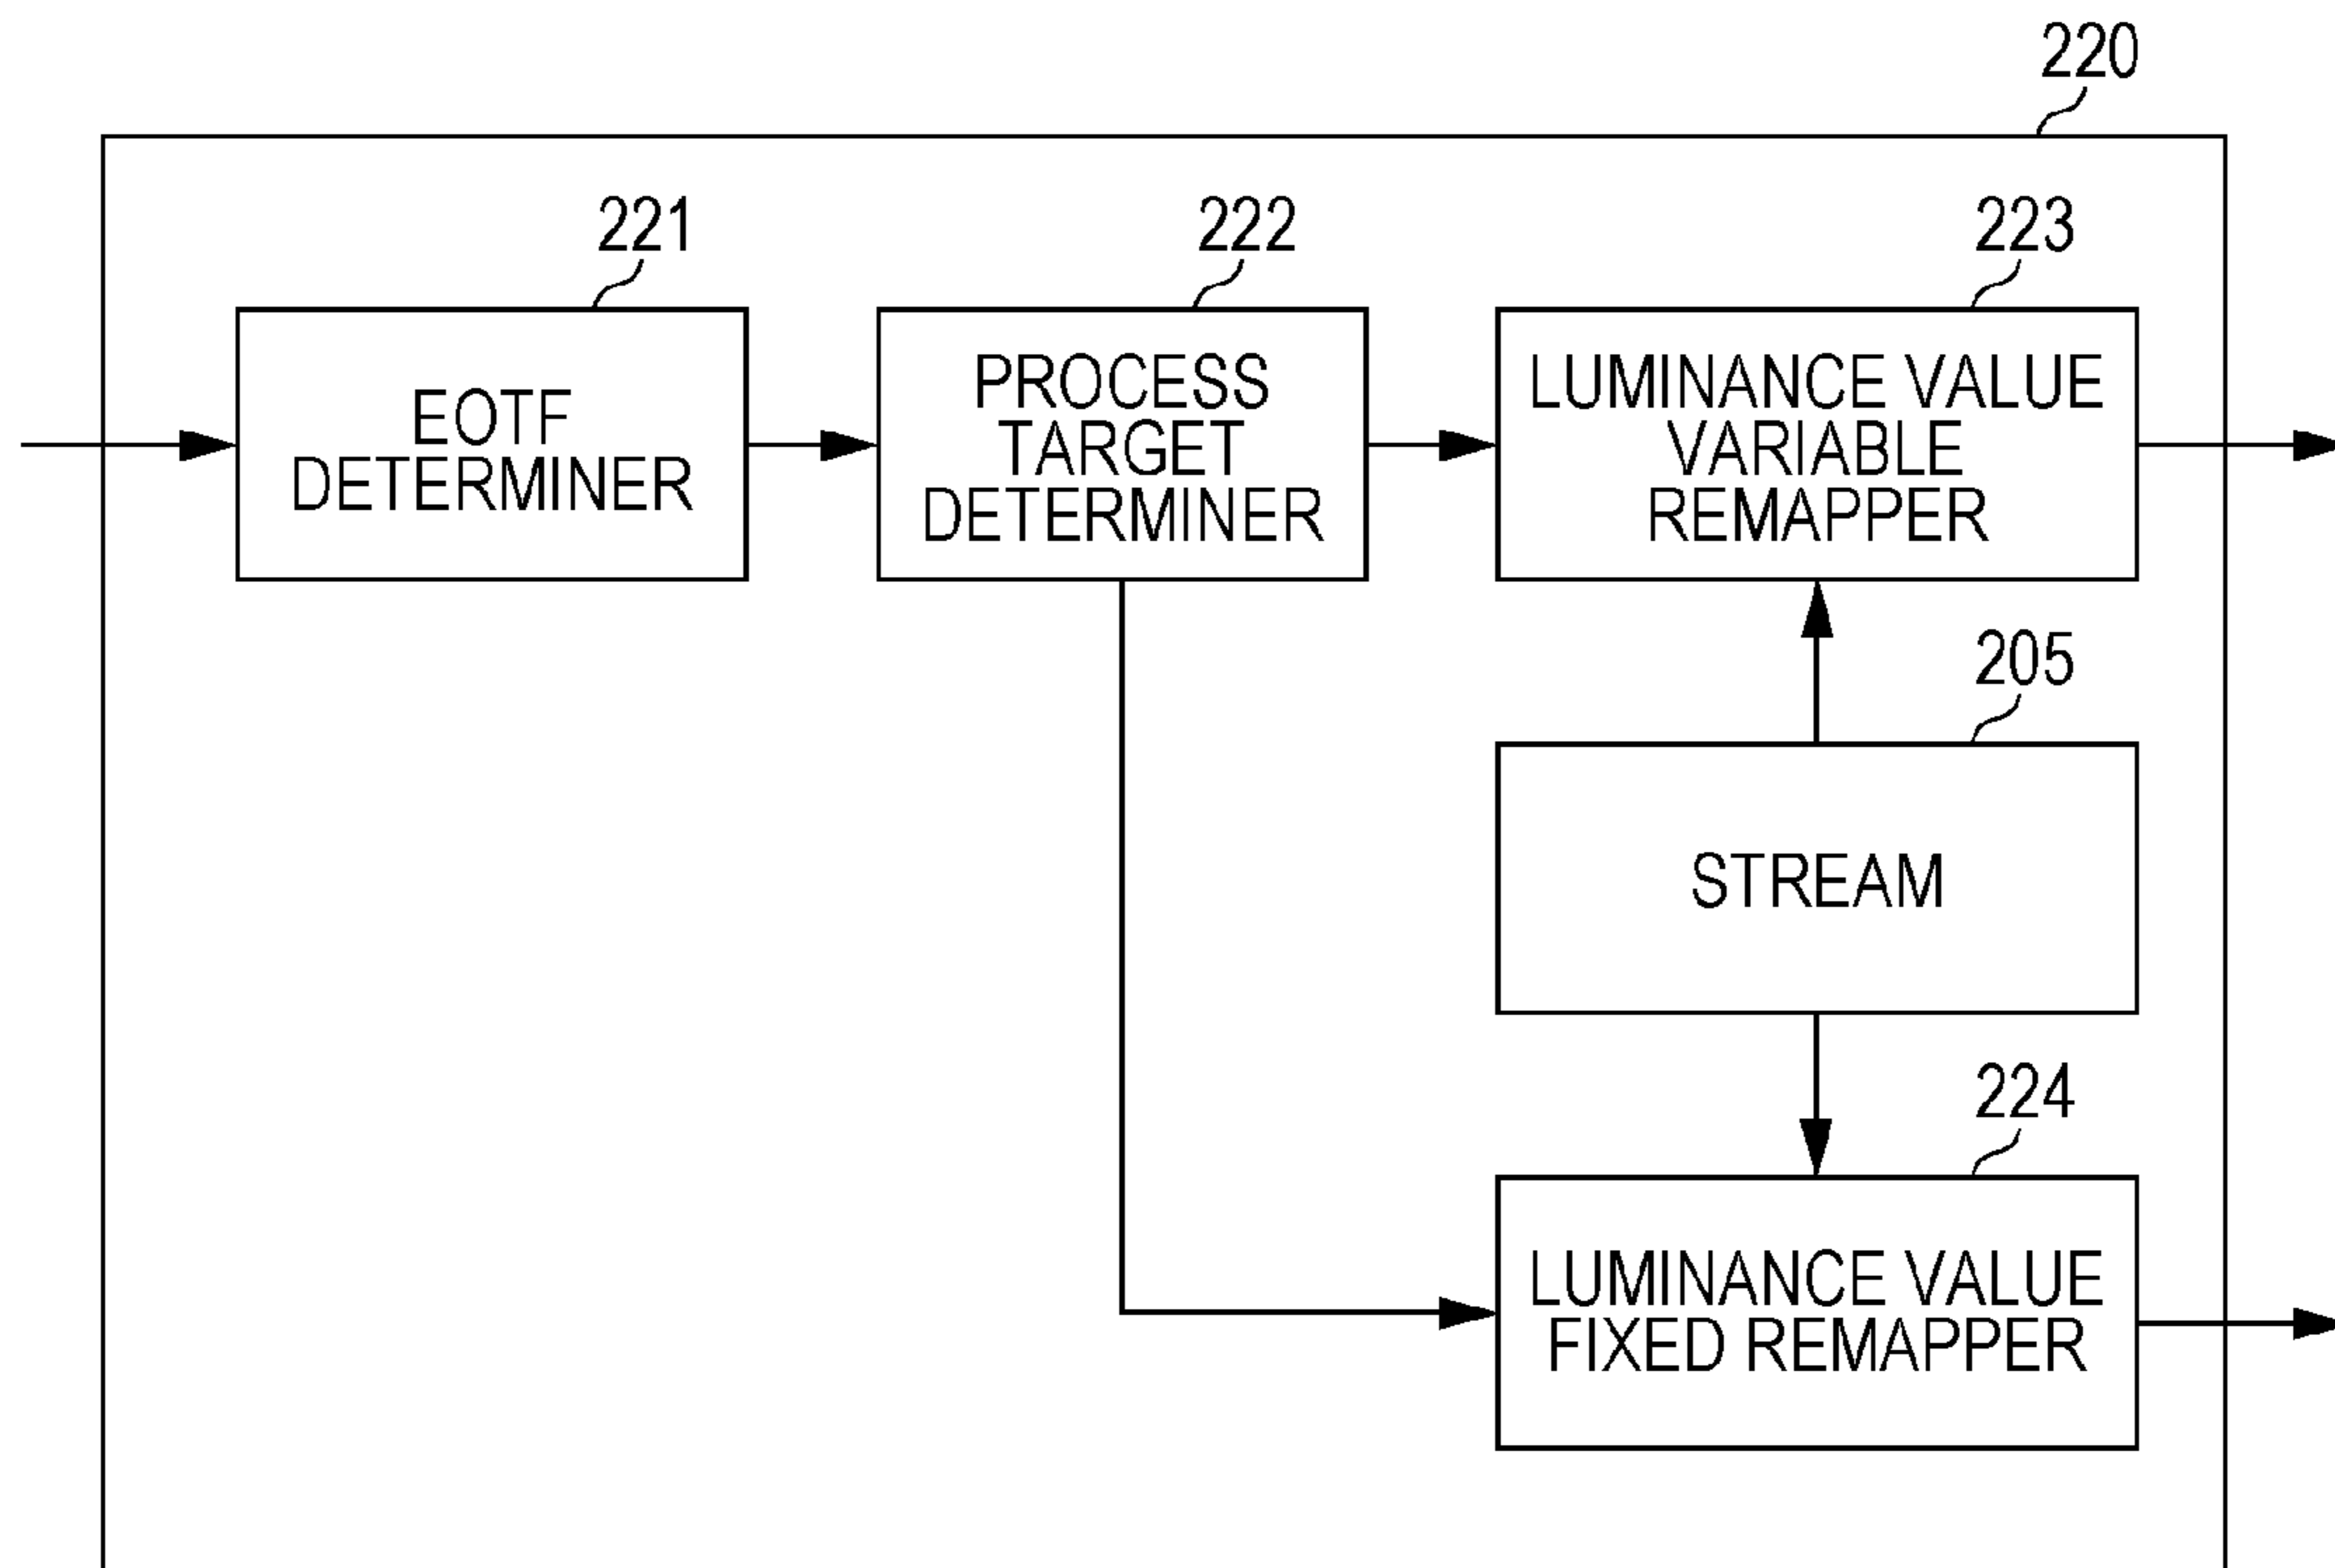 220
221
222
223
EOTF
DETERMINER
PROCESS
TARGET
DETERMINER
LUMINANCE VALUE
VARIABLE
REMAPPER
205
STREAM
224
LUMINANCE VALUE
FIXED REMAPPER